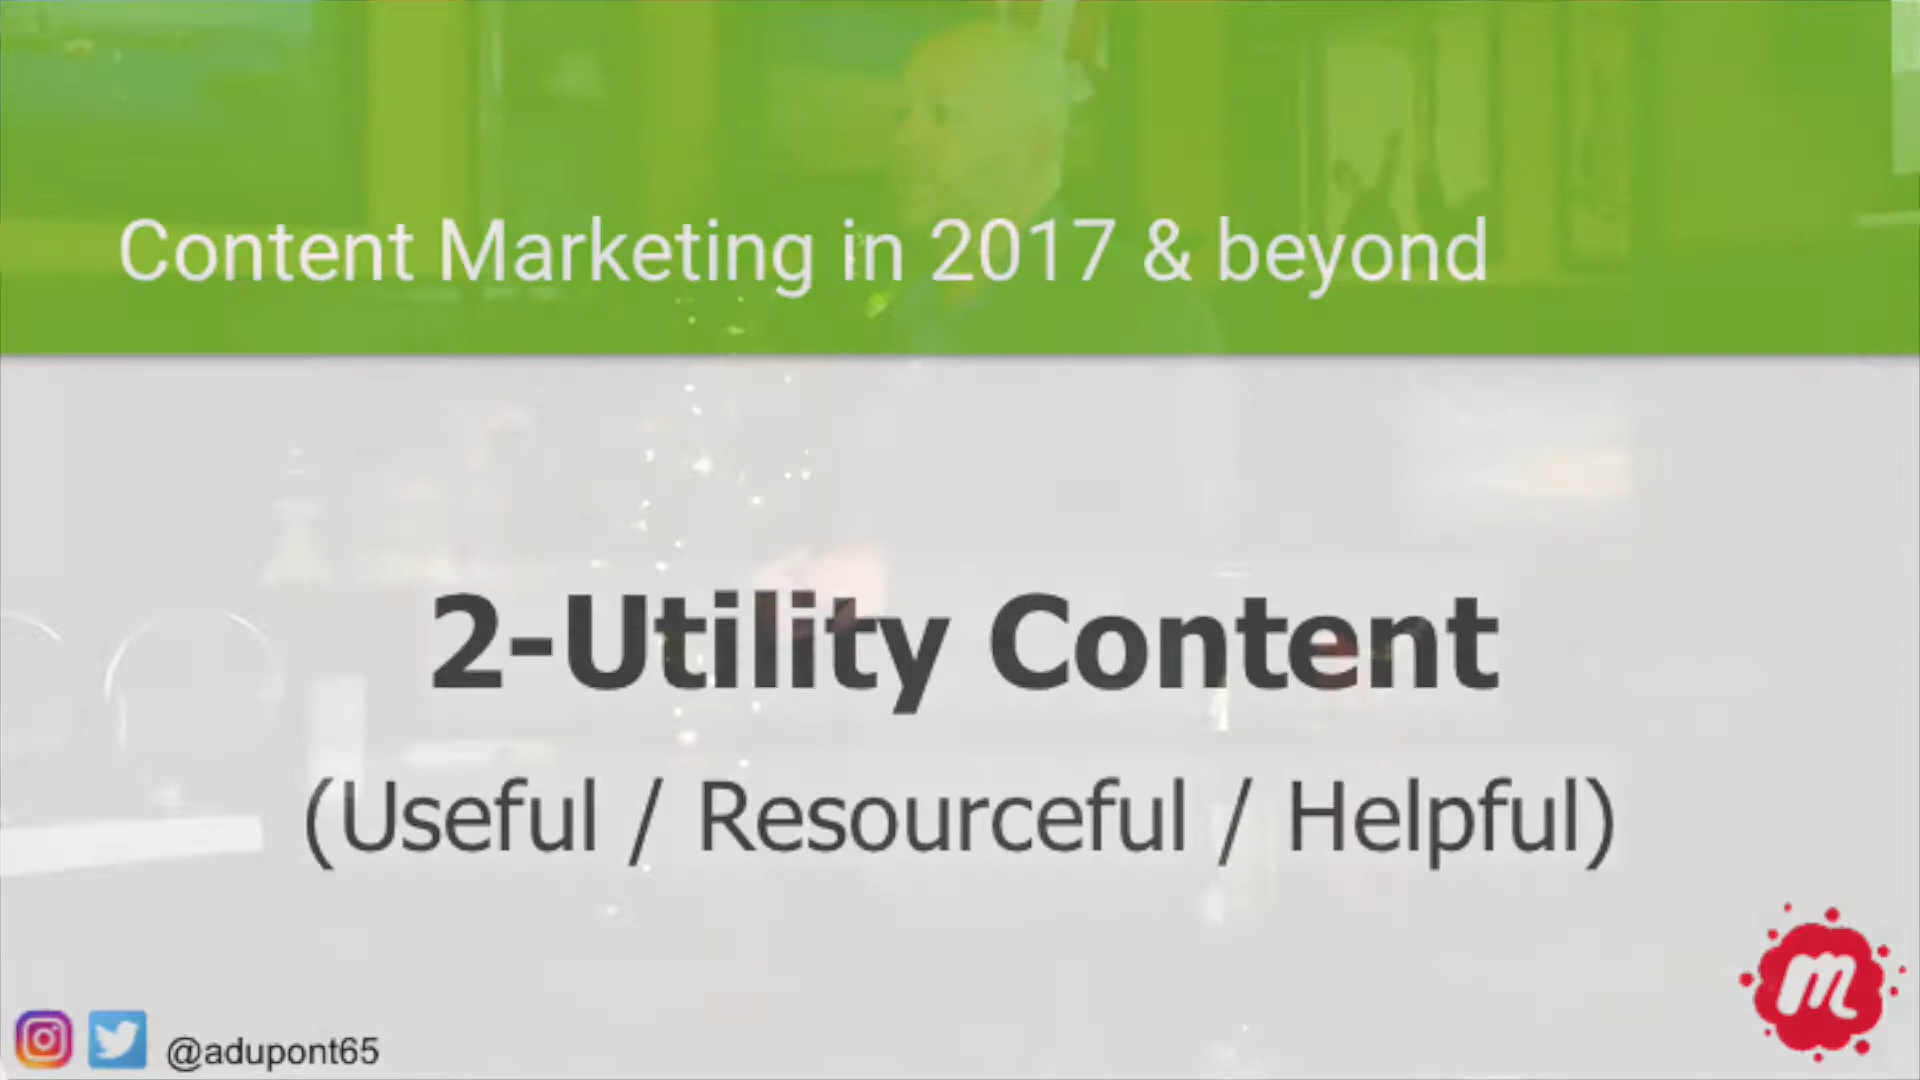 Content Marketing in 2017 & beyond
2-Utility Content
(Useful / Resourceful / Helpful)
m
@adupont65